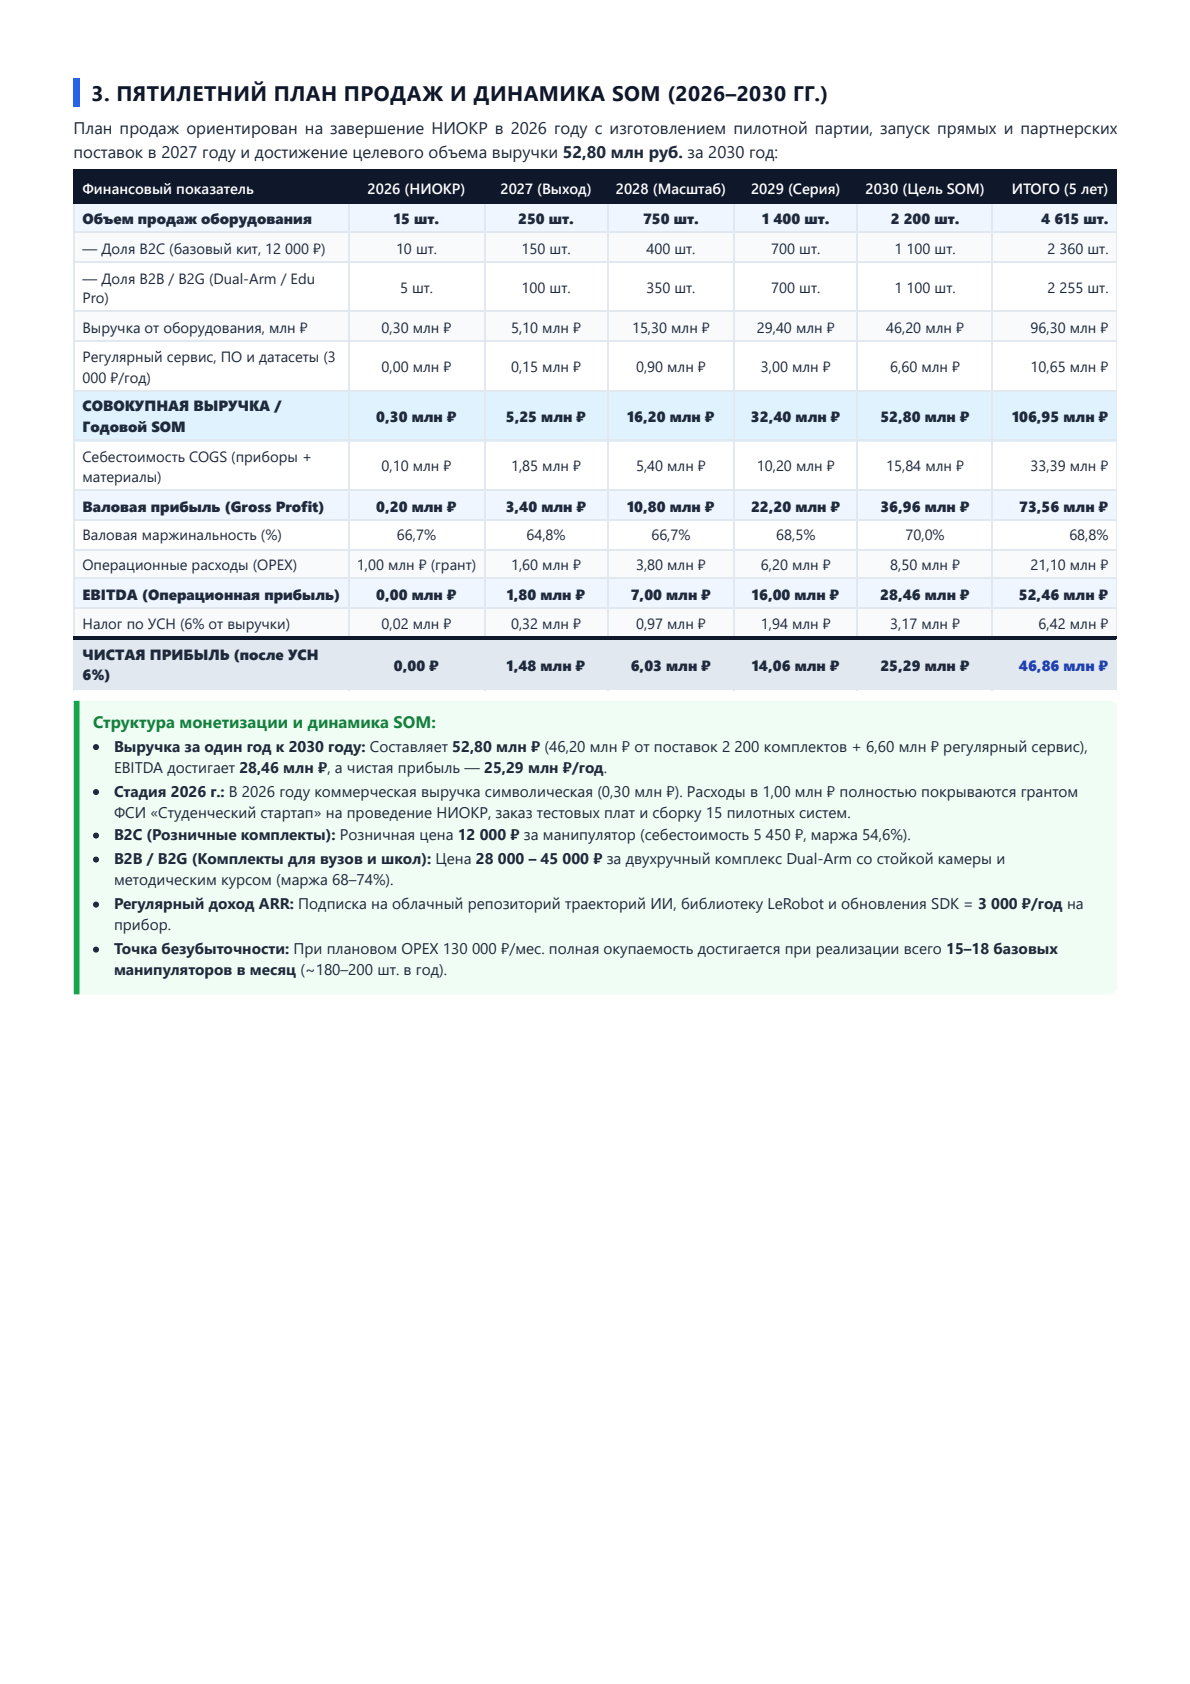 3. ПЯТИЛЕТНИЙ ПЛАН ПРОДАЖ И ДИНАМИКА SOM (2026–2030 ГГ.)
План продаж ориентирован на завершение НИОКР в 2026 году с изготовлением пилотной партии, запуск прямых и партнерских
поставок в 2027 году и достижение целевого объема выручки 52,80 млн руб. за 2030 год:
Финансовый показатель 2026 (НИОКР) 2027 (Выход) 2028 (Масштаб) 2029 (Серия) 2030 (Цель SOM) ИТОГО (5 лет)
Объем продаж оборудования 15 шт. 250 шт. 750 шт. 1 400 шт. 2 200 шт. 4 615 шт.
— Доля B2C (базовый кит, 12 000 ₽) 10 шт. 150 шт. 400 шт. 700 шт. 1 100 шт. 2 360 шт.
— Доля B2B / B2G (Dual-Arm / Edu
Pro) 5 шт. 100 шт. 350 шт. 700 шт. 1 100 шт. 2 255 шт.
Выручка от оборудования, млн ₽ 0,30 млн ₽ 5,10 млн ₽ 15,30 млн ₽ 29,40 млн ₽ 46,20 млн ₽ 96,30 млн ₽
Регулярный сервис, ПО и датасеты (3
000 ₽/год) 0,00 млн ₽ 0,15 млн ₽ 0,90 млн ₽ 3,00 млн ₽ 6,60 млн ₽ 10,65 млн ₽
СОВОКУПНАЯ ВЫРУЧКА /
Годовой SOM 0,30 млн ₽ 5,25 млн ₽ 16,20 млн ₽ 32,40 млн ₽ 52,80 млн ₽ 106,95 млн ₽
Себестоимость COGS (приборы +
материалы) 0,10 млн ₽ 1,85 млн ₽ 5,40 млн ₽ 10,20 млн ₽ 15,84 млн ₽ 33,39 млн ₽
Валовая прибыль (Gross Profit) 0,20 млн ₽ 3,40 млн ₽ 10,80 млн ₽ 22,20 млн ₽ 36,96 млн ₽ 73,56 млн ₽
Валовая маржинальность (%) 66,7% 64,8% 66,7% 68,5% 70,0% 68,8%
Операционные расходы (OPEX) 1,00 млн ₽ (грант) 1,60 млн ₽ 3,80 млн ₽ 6,20 млн ₽ 8,50 млн ₽ 21,10 млн ₽
EBITDA (Операционная прибыль) 0,00 млн ₽ 1,80 млн ₽ 7,00 млн ₽ 16,00 млн ₽ 28,46 млн ₽ 52,46 млн ₽
Налог по УСН (6% от выручки) 0,02 млн ₽ 0,32 млн ₽ 0,97 млн ₽ 1,94 млн ₽ 3,17 млн ₽ 6,42 млн ₽
ЧИСТАЯ ПРИБЫЛЬ (после УСН
6%) 0,00 ₽ 1,48 млн ₽ 6,03 млн ₽ 14,06 млн ₽ 25,29 млн ₽ 46,86 млн ₽
Структура монетизации и динамика SOM:
• Выручка за один год к 2030 году: Составляет 52,80 млн ₽ (46,20 млн ₽ от поставок 2 200 комплектов + 6,60 млн ₽ регулярный сервис),
EBITDA достигает 28,46 млн ₽, а чистая прибыль — 25,29 млн ₽/год.
• Стадия 2026 г.: В 2026 году коммерческая выручка символическая (0,30 млн ₽). Расходы в 1,00 млн ₽ полностью покрываются грантом
ФСИ «Студенческий стартап» на проведение НИОКР, заказ тестовых плат и сборку 15 пилотных систем.
• B2C (Розничные комплекты): Розничная цена 12 000 ₽ за манипулятор (себестоимость 5 450 ₽, маржа 54,6%).
• B2B / B2G (Комплекты для вузов и школ): Цена 28 000 – 45 000 ₽ за двухручный комплекс Dual-Arm со стойкой камеры и
методическим курсом (маржа 68–74%).
• Регулярный доход ARR: Подписка на облачный репозиторий траекторий ИИ, библиотеку LeRobot и обновления SDK = 3 000 ₽/год на
прибор.
• Точка безубыточности: При плановом OPEX 130 000 ₽/мес. полная окупаемость достигается при реализации всего 15–18 базовых
манипуляторов в месяц (~180–200 шт. в год).